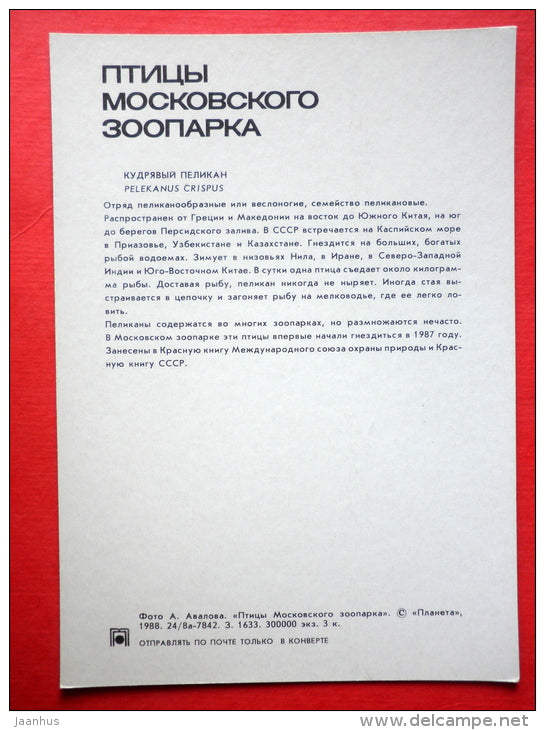 ПТИЦЫ
МОСКОВСКОГО
ЗООПАРКА
КУДРЯВЫЙ ПЕЛИКАН
PELEKANUS CRISPUS
Отряд пеликанообразные или веслоногие, семейство пеликановые.
Распространен от Греции и Македонии на восток до Южного Китая, на юг
до берегов Персидского залива. В СССР встречается на Каспийском море
в Приазовье, Узбекистане и Казахстане. Гнездится на больших, богатых
рыбой водоемах. Зимует в низовьях Нила, в Иране, в Северо-Западной
Индии и Юго-Восточном Китае. В сутки одна птица съедает около килограм-
ма рыбы. Доставая рыбу, пеликан никогда не ныряет. Иногда стая вы-
страивается в цепочку и загоняет рыбу на мелководье, где ее легко ло-
вить.
Пеликаны содержатся во многих зоопарках, но размножаются нечасто.
В Московском зоопарке эти птицы впервые начали гнездиться в 1987 году.
Занесены в Красную книгу Международного союза охраны природы и Крас-
ную книгу СССР.
Фото А. Авалова. «Птицы Московского зоопарка». © «Планета»,
1988. 24/8а-7842. З. 1633. 300000 экз. 3 к.
ОТПРАВЛЯТЬ ПО ПОЧТЕ ТОЛЬКО В КОНВЕРТЕ
jaanhus
www.delcampe.net